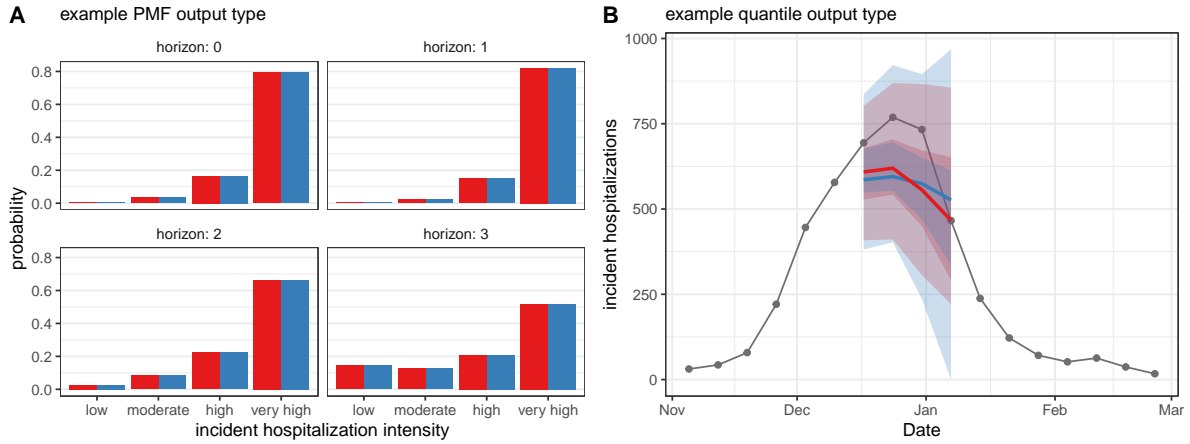 A example PMF output type
horizon: 0
horizon: 1
0.8
0.6
0.4
0.2
0.0
horizon: 2
horizon: 3
0.8
0.6
0.4
0.2
0.0
probability
low moderate high very high
low moderate high very high
incident hospitalization intensity
B example quantile output type
1000
750
500
250
0
incident hospitalizations
Nov Dec Jan Feb Mar
Date